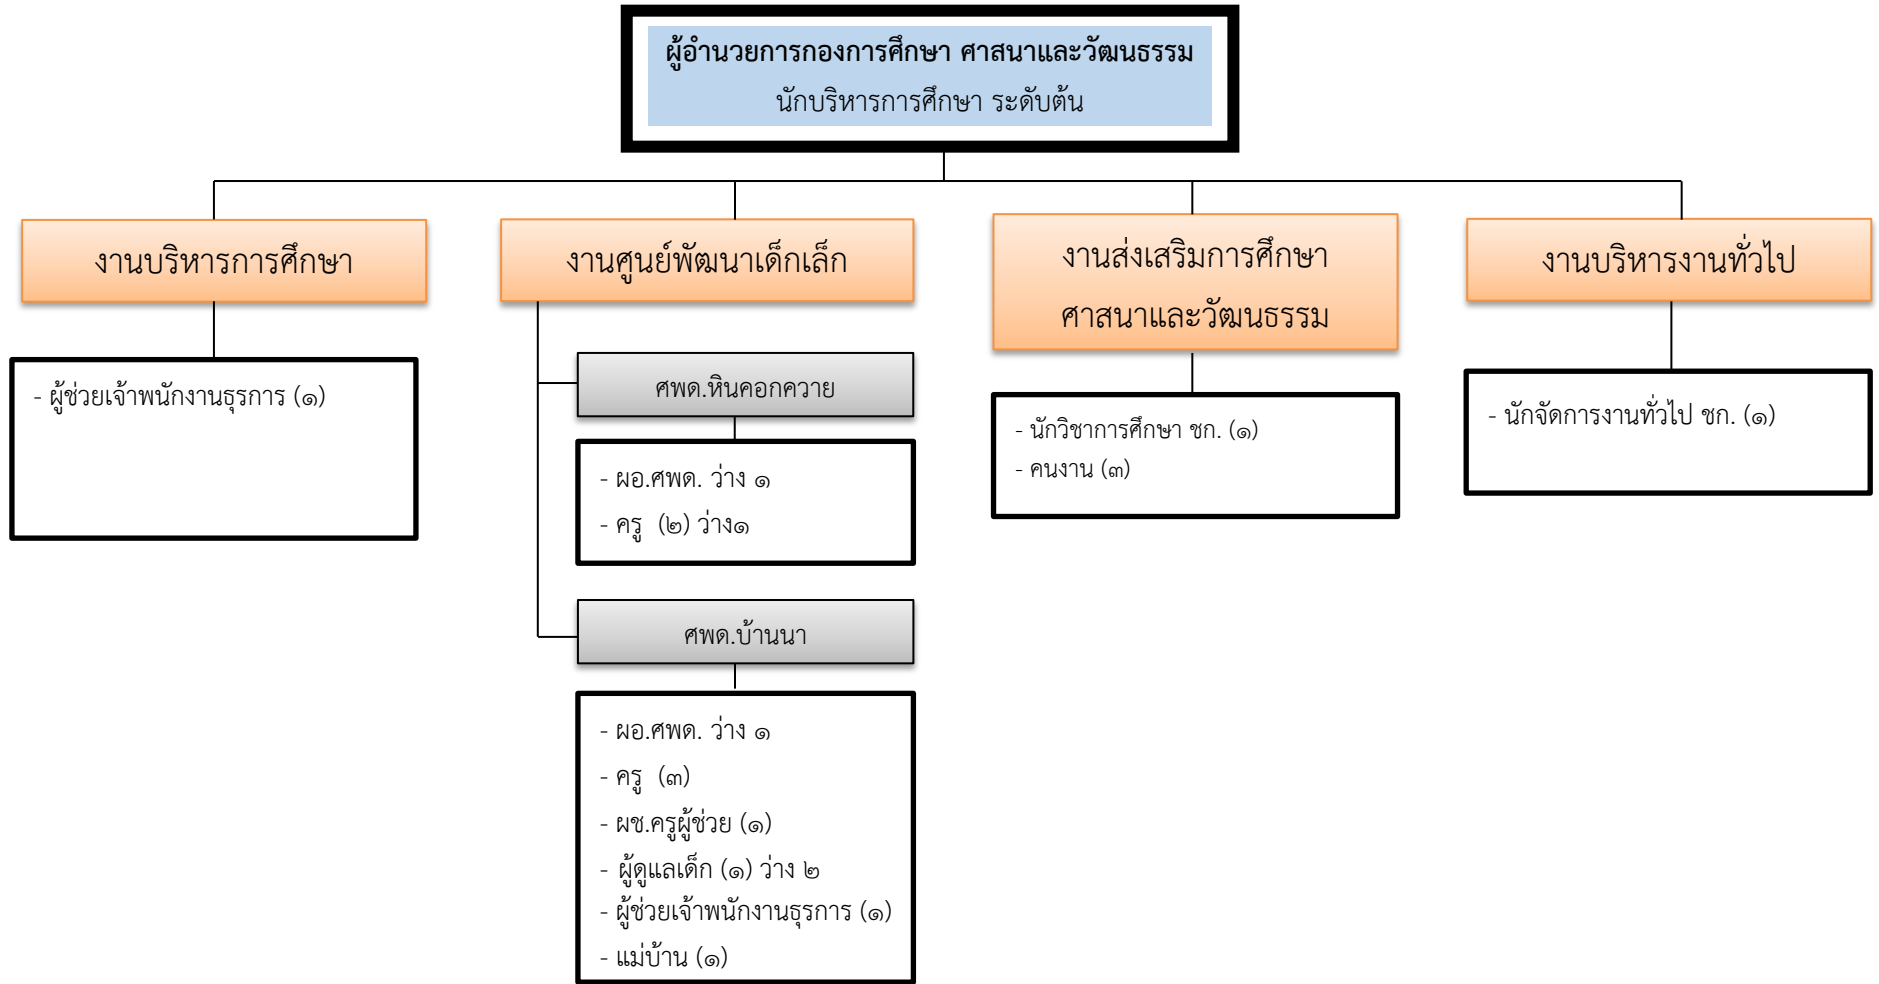 ผู้อำนวยการกองการศึกษา ศาสนาและวัฒนธรรม
นักบริหารการศึกษา ระดับต้น
งานบริหารการศึกษา
- ผู้ช่วยเจ้าพนักงานธุรการ (๑)
งานศูนย์พัฒนาเด็กเล็ก
ศพด.หินคอกควาย
- ผอ.ศพด. ว่าง ๑
- ครู (๒) ว่าง๑
ศพด.บ้านนา
- ผอ.ศพด. ว่าง ๑
- ครู (๓)
- ผช.ครูผู้ช่วย (๑)
- ผู้ดูแลเด็ก (๑) ว่าง ๒
- ผู้ช่วยเจ้าพนักงานธุรการ (๑)
- แม่บ้าน (๑)
งานส่งเสริมการศึกษา
ศาสนาและวัฒนธรรม
- นักวิชาการศึกษา ชก. (๑)
- คนงาน (๓)
งานบริหารงานทั่วไป
- นักจัดการงานทั่วไป ชก. (๑)